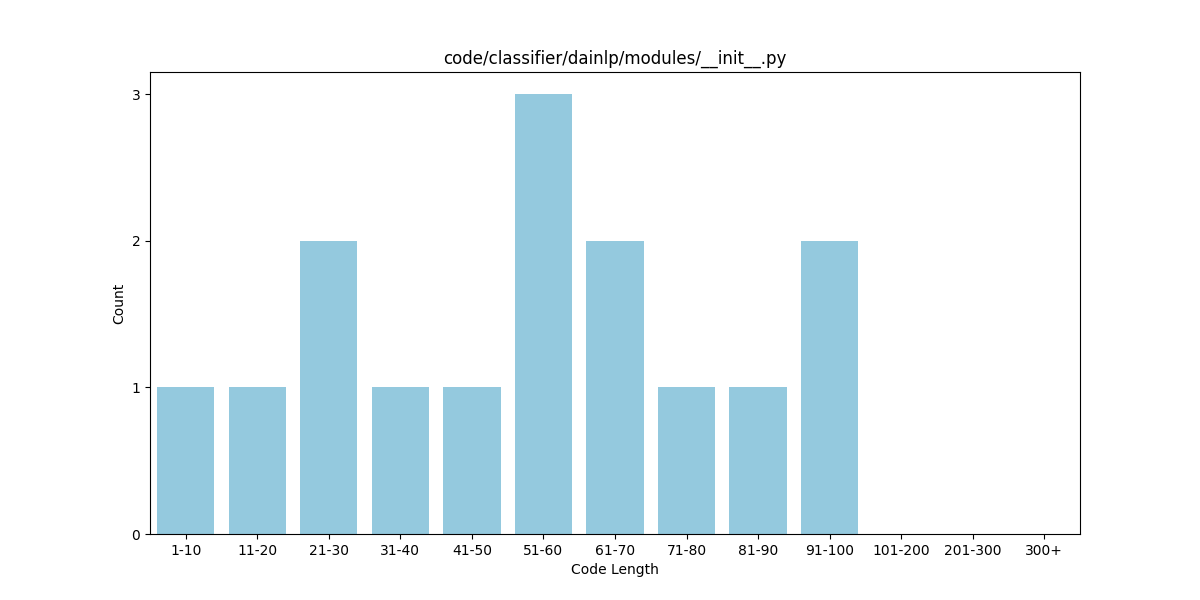 code/classifier/dainlp/modules/__init__.py
3
2
1
0
Count
1-10 11-20 21-30 31-40 41-50 51-60 61-70 71-80 81-90 91-100 101-200 201-300 300+
Code Length